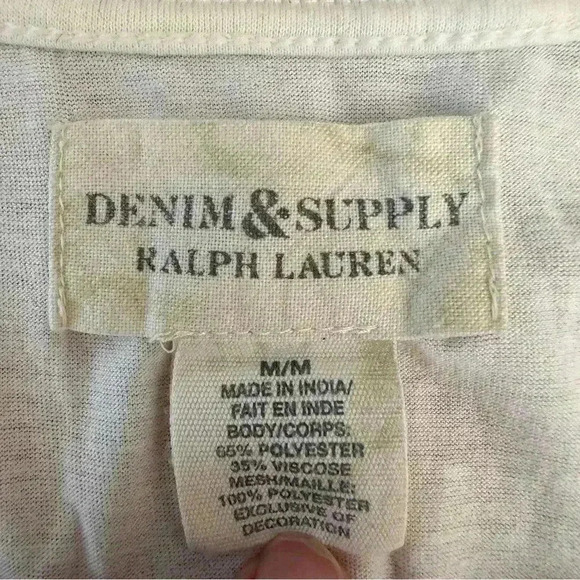 DENIM & SUPPLY
RALPH LAUREN
M/M
MADE IN INDIA/
FAIT EN INDE
BODY/CORPS:
65% POLYESTER
35% VISCOSE
MESH/MAILLE:
100% POLYESTER
EXCLUSIVE OF
DECORATION